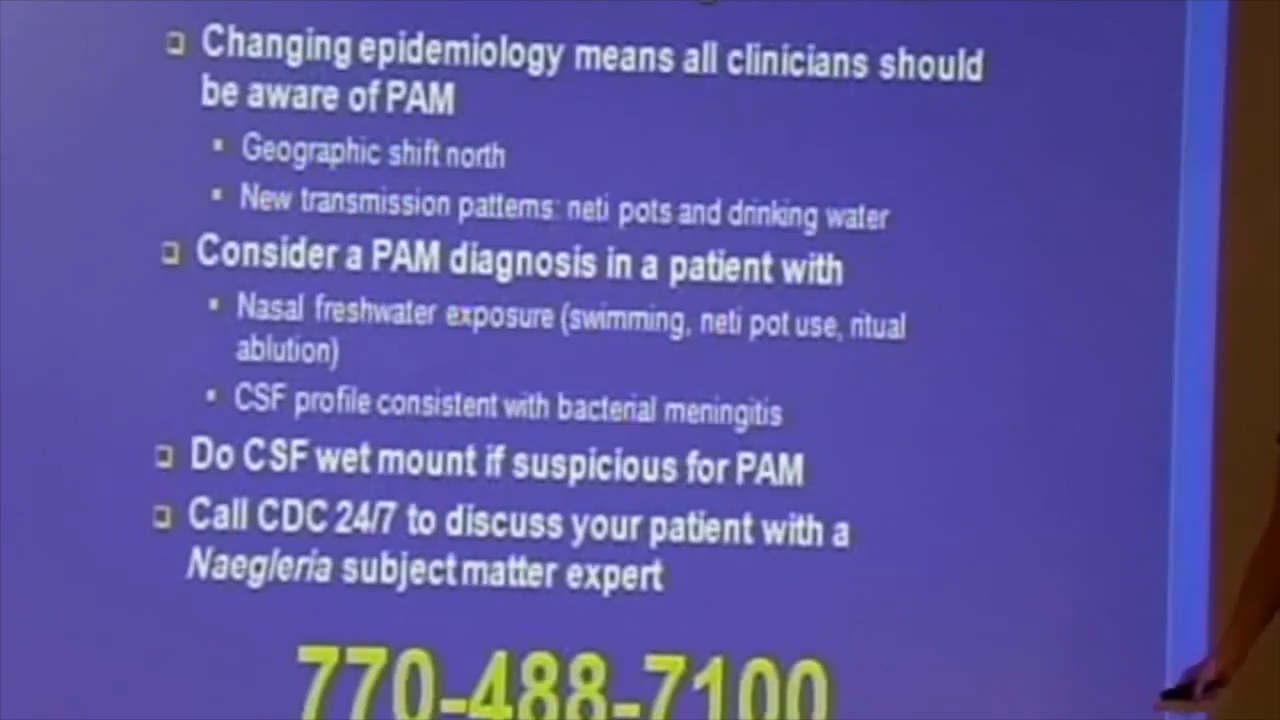 Changing epidemiology means all clinicians should
be aware of PAM
Geographic shift north
New transmission patterns: neti pots and drinking water
Consider a PAM diagnosis in a patient with
Nasal freshwater exposure (swimming, neti pot use, ritual
ablution)
CSF profile consistent with bacterial meningitis
Do CSF wet mount if suspicious for PAM
Call CDC 24/7 to discuss your patient with a
Naegleria subject matter expert
770-488-7100